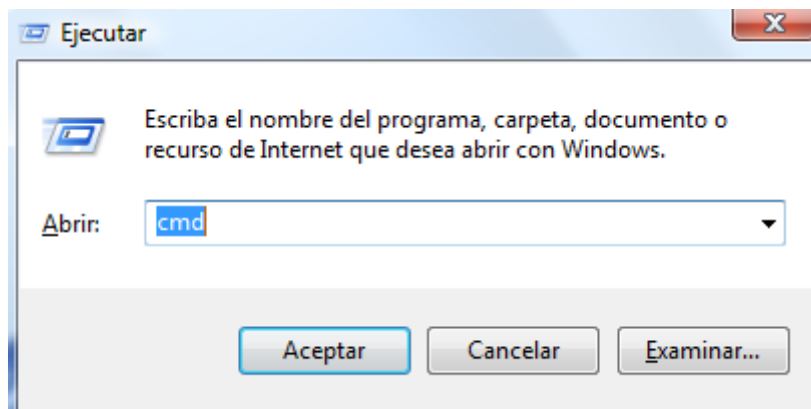 Ejecutar
Escriba el nombre del programa, carpeta, documento o
recurso de Internet que desea abrir con Windows.
Abrir: cmd
Aceptar Cancelar Examinar...